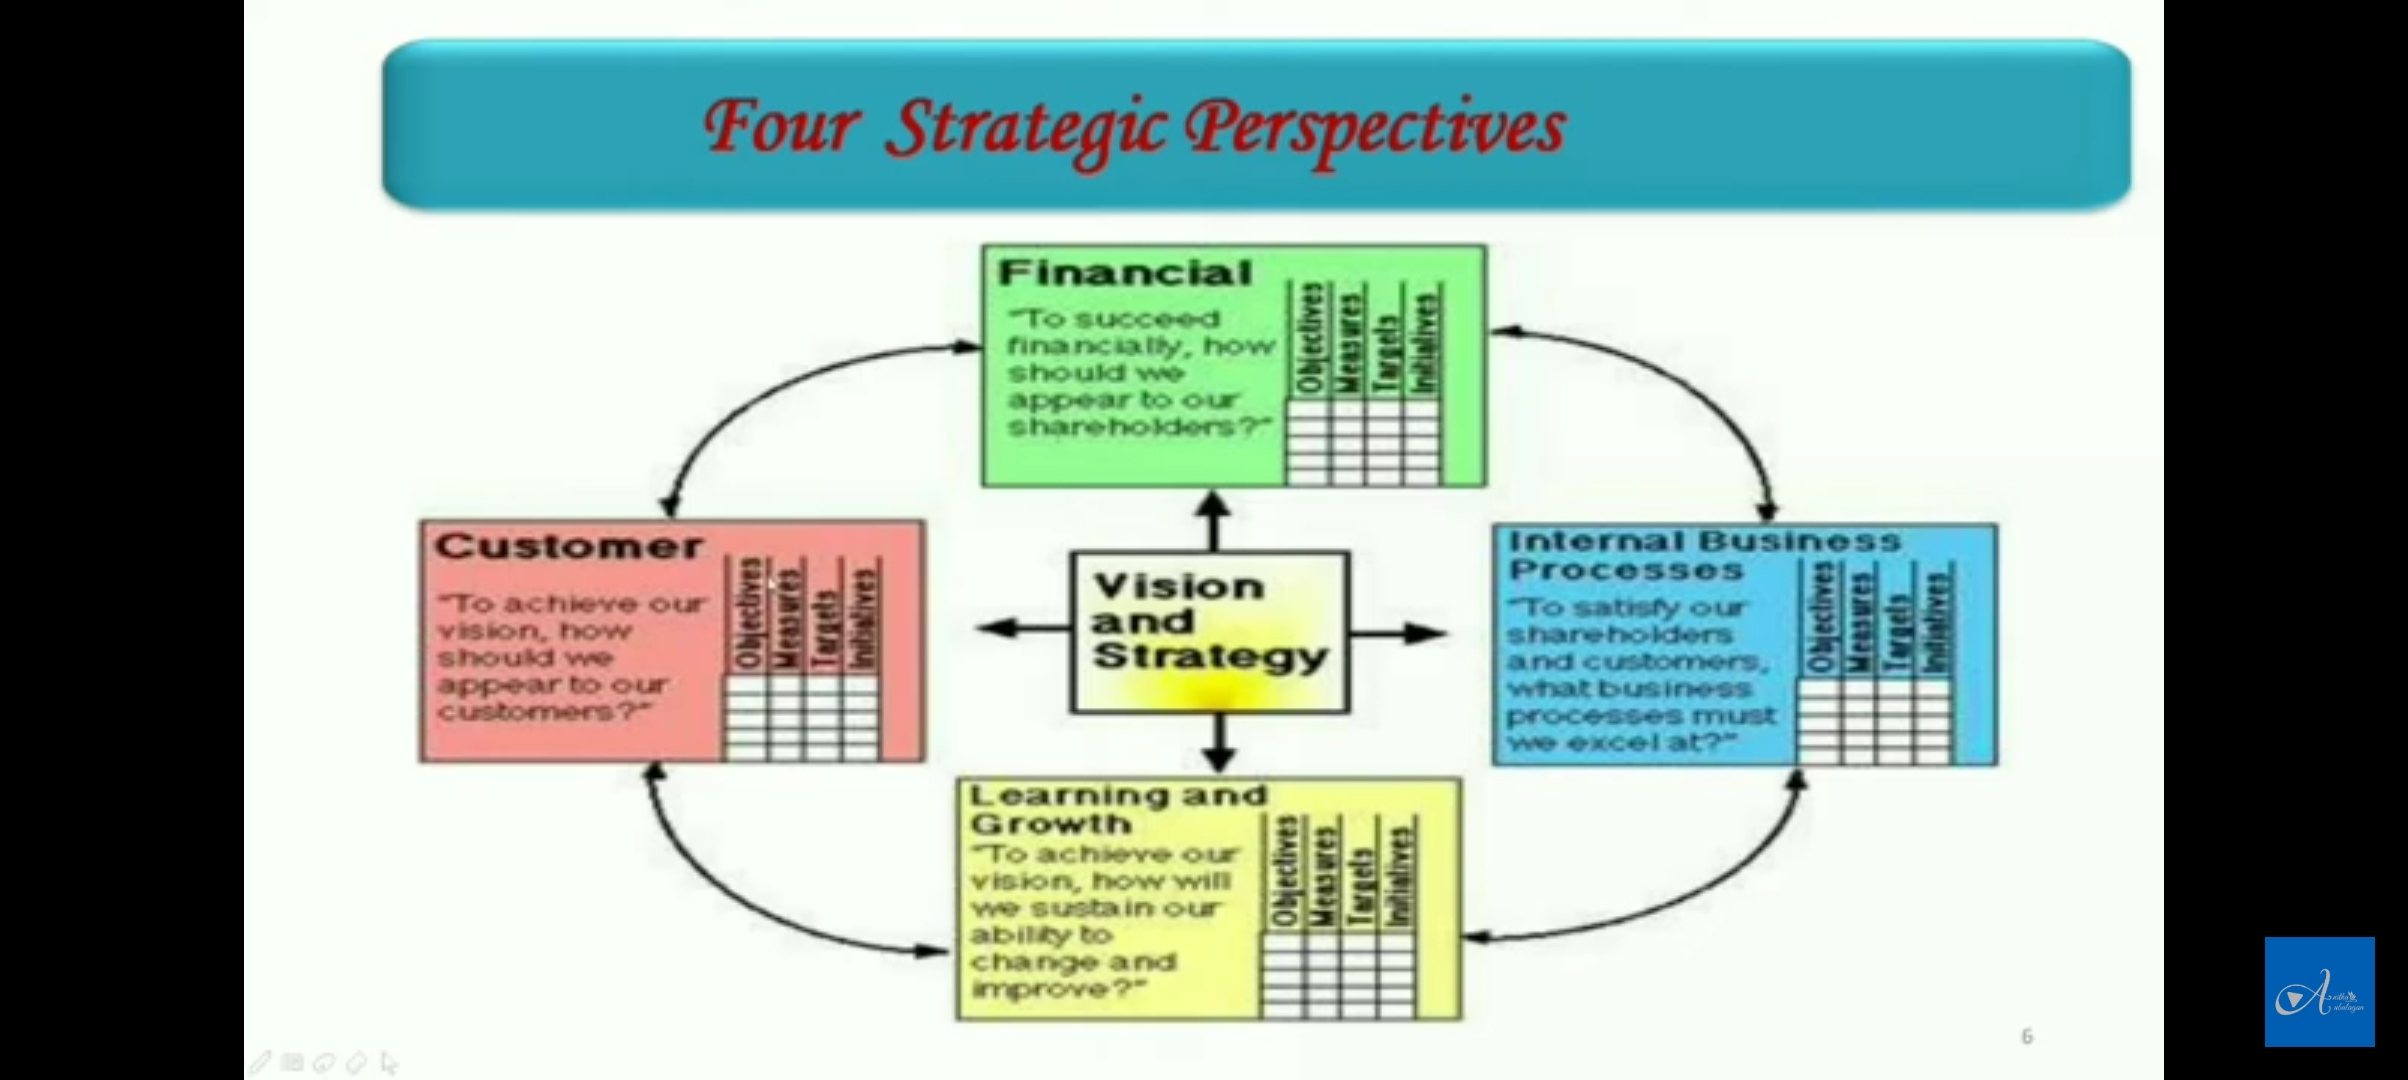 Four Strategic Perspectives
Financial
"To succeed
financially, how
should we
appear to our
shareholders?"
Objectives
Measures
Targets
Initiatives
Customer
"To achieve our
vision, how
should we
appear to our
customers?"
Objectives
Measures
Targets
Initiatives
Vision
and
Strategy
Internal Business
Processes
"To satisfy our
shareholders
and customers,
what business
processes must
we excel at?"
Objectives
Measures
Targets
Initiatives
Learning and
Growth
"To achieve our
vision, how will
we sustain our
ability to
change and
improve?"
Objectives
Measures
Targets
Initiatives
6